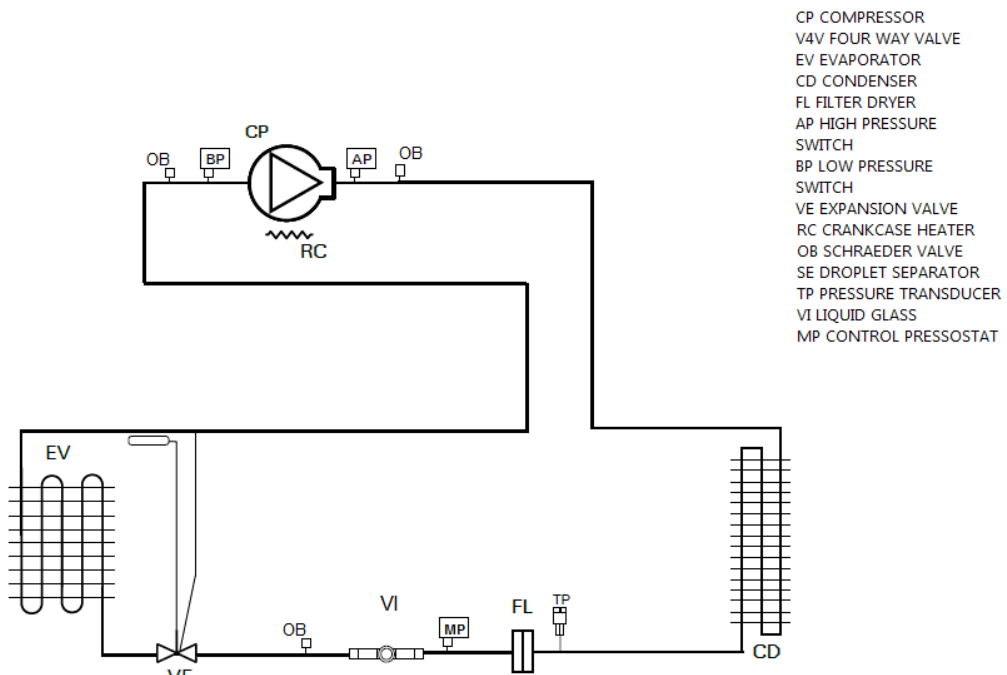 CP COMPRESSOR
V4V FOUR WAY VALVE
EV EVAPORATOR
CD CONDENSER
FL FILTER DRYER
AP HIGH PRESSURE
SWITCH
BP LOW PRESSURE
SWITCH
VE EXPANSION VALVE
RC CRANKCASE HEATER
OB SCHRAEDER VALVE
SE DROPLET SEPARATOR
TP PRESSURE TRANSDUCER
VI LIQUID GLASS
MP CONTROL PRESSOSTAT
CP
OB
BP
AP
OB
RC
EV
VI
FL
TP
OB
MP
CD
VE